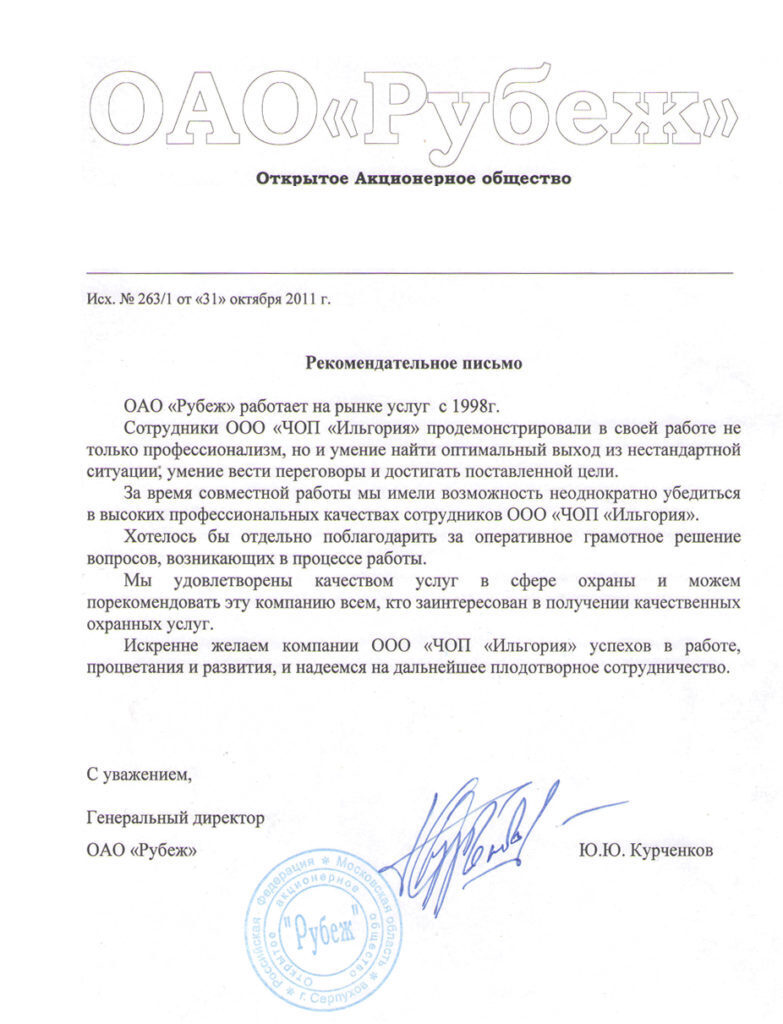 ОАО«Рубеж»
Открытое Акционерное общество
Исх. № 263/1 от «31» октября 2011 г.
Рекомендательное письмо
ОАО «Рубеж» работает на рынке услуг с 1998г.
Сотрудники ООО «ЧОП «Ильгория» продемонстрировали в своей работе не
только профессионализм, но и умение найти оптимальный выход из нестандартной
ситуации, умение вести переговоры и достигать поставленной цели.
За время совместной работы мы имели возможность неоднократно убедиться
в высоких профессиональных качествах сотрудников ООО «ЧОП «Ильгория».
Хотелось бы отдельно поблагодарить за оперативное грамотное решение
вопросов, возникающих в процессе работы.
Мы удовлетворены качеством услуг в сфере охраны и можем
порекомендовать эту компанию всем, кто заинтересован в получении качественных
охранных услуг.
Искренне желаем компании ООО «ЧОП «Ильгория» успехов в работе,
процветания и развития, и надеемся на дальнейшее плодотворное сотрудничество.
С уважением,
Генеральный директор
ОАО «Рубеж»
Ю.Ю. Курченков
Российская Федерация * Московская область * г. Серпухов *
Открытое акционерное общество
"Рубеж"